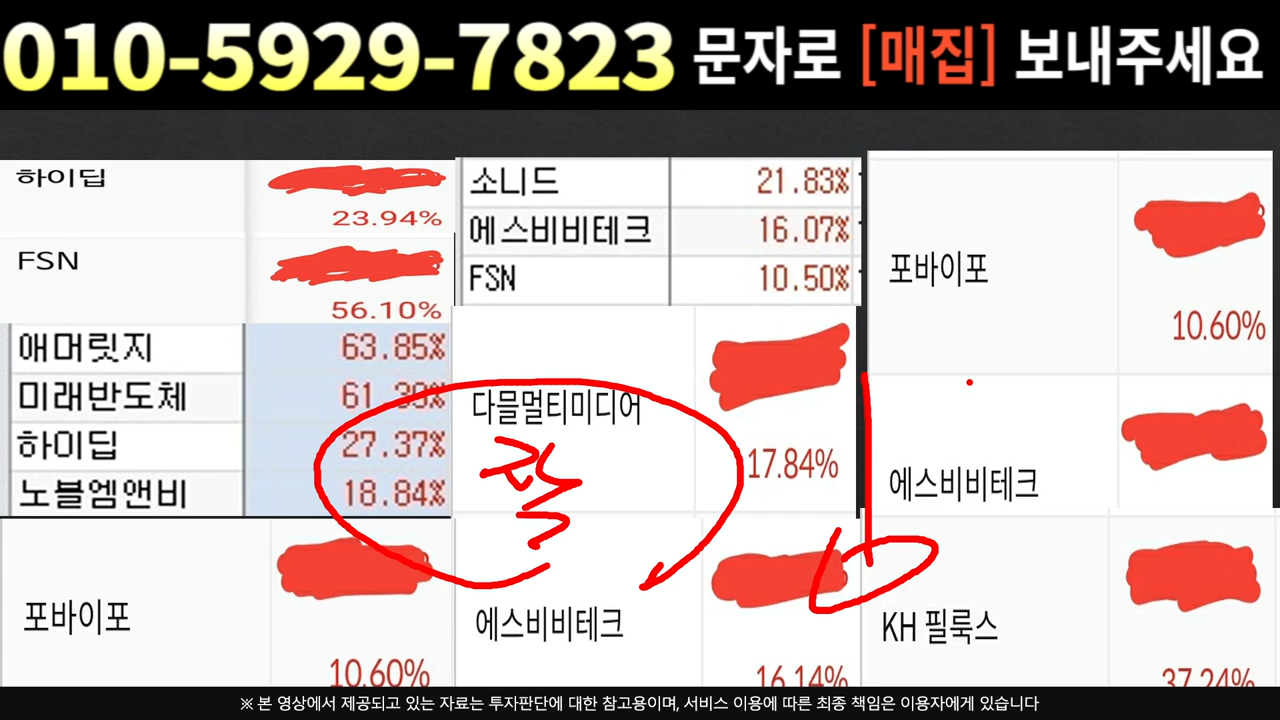 010-5929-7823 문자로 [매집] 보내주세요
하이딥
23.94%
FSN
56.10%
애머릿지 63.85%
미래반도체 61.39%
하이딥 27.37%
노블엠앤비 18.84%
포바이포
10.60%
소니드 21.83%
에스비비테크 16.07%
FSN 10.50%
다믈멀티미디어
17.84%
에스비비테크
16.14%
포바이포
10.60%
에스비비테크
KH 필룩스
37.24%
※ 본 영상에서 제공되고 있는 자료는 투자판단에 대한 참고용이며, 서비스 이용에 따른 최종 책임은 이용자에게 있습니다